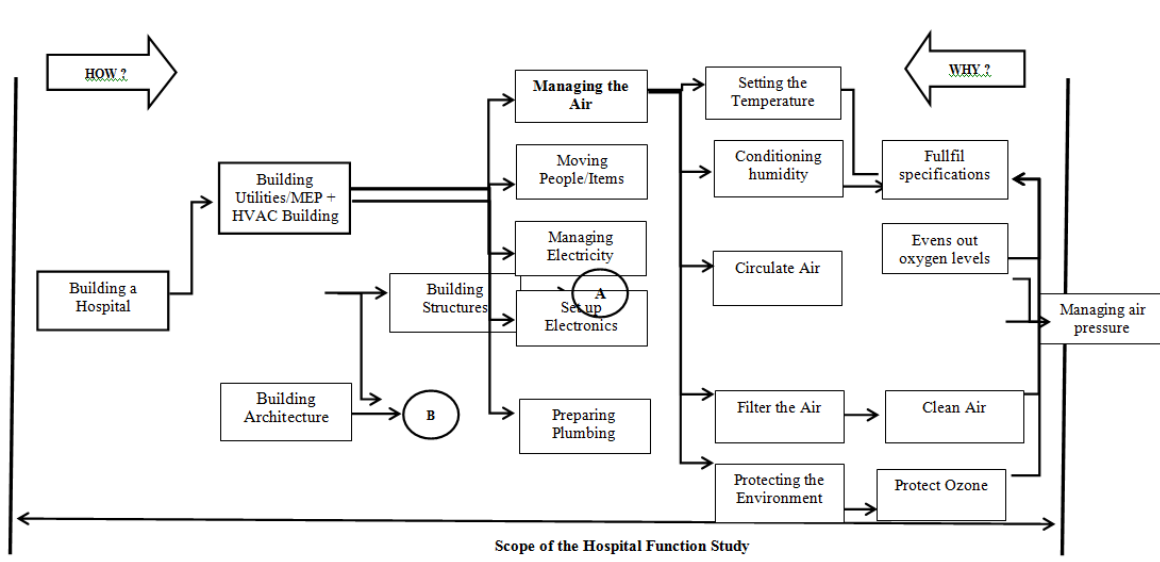 HOW ?
WHY ?
Managing the
Air
Setting the
Temperature
Moving
People/Items
Conditioning
humidity
Fullfil
specifications
Building
Utilities/MEP +
HVAC Building
Managing
Electricity
Evens out
oxygen levels
Circulate Air
Building a
Hospital
Building
Structures
A
Set up
Electronics
Managing air
pressure
Building
Architecture
B
Preparing
Plumbing
Filter the Air
Clean Air
Protecting the
Environment
Protect Ozone
Scope of the Hospital Function Study